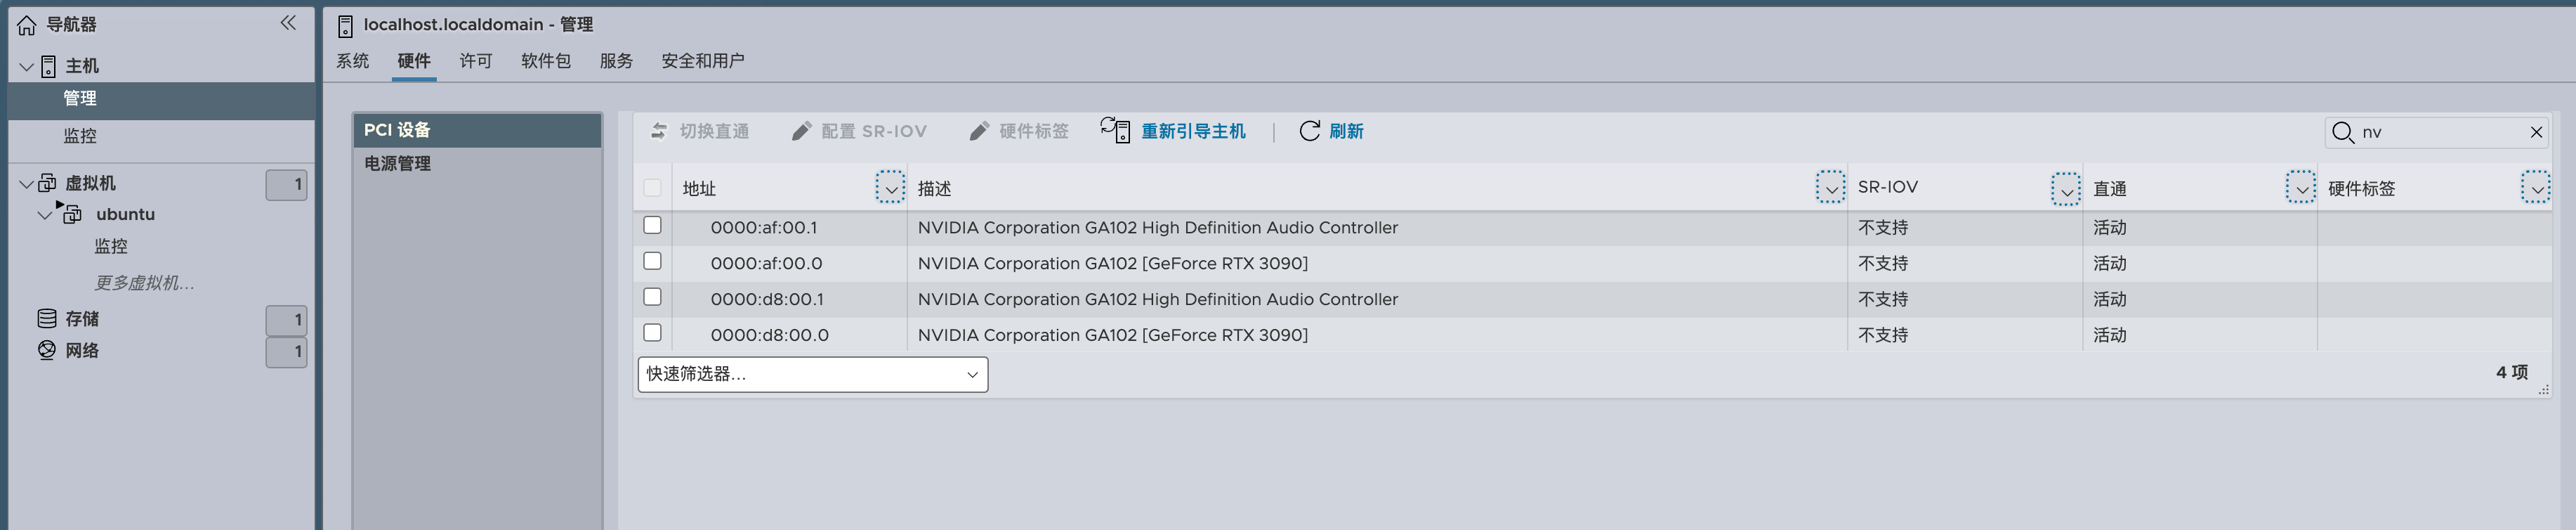 导航器
主机
管理
监控
虚拟机 1
ubuntu
监控
更多虚拟机...
存储 1
网络 1
localhost.localdomain - 管理
系统 硬件 许可 软件包 服务 安全和用户
PCI 设备
电源管理
切换直通 配置 SR-IOV 硬件标签 重新引导主机 | 刷新 nv
地址 描述 SR-IOV 直通 硬件标签
0000:af:00.1 NVIDIA Corporation GA102 High Definition Audio Controller 不支持 活动
0000:af:00.0 NVIDIA Corporation GA102 [GeForce RTX 3090] 不支持 活动
0000:d8:00.1 NVIDIA Corporation GA102 High Definition Audio Controller 不支持 活动
0000:d8:00.0 NVIDIA Corporation GA102 [GeForce RTX 3090] 不支持 活动
快速筛选器... 4 项